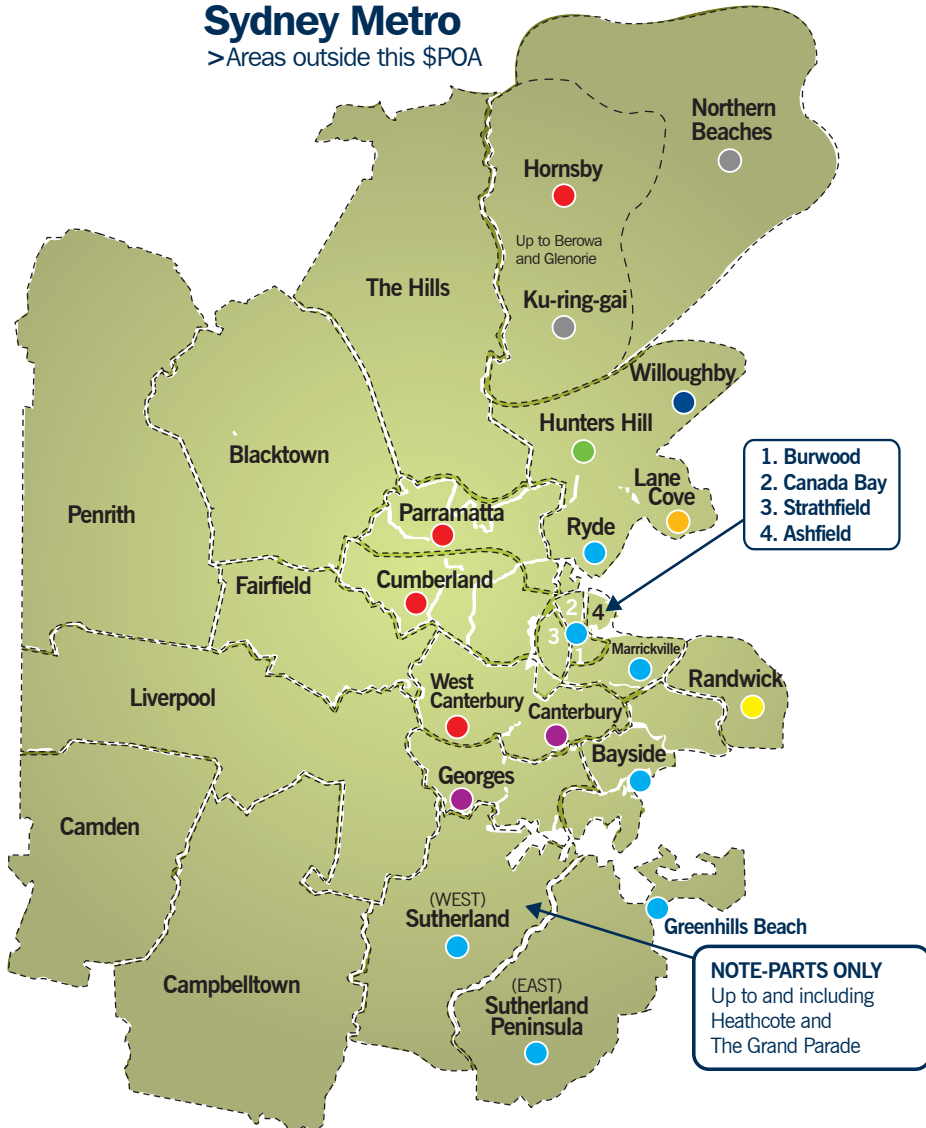 Sydney Metro
>Areas outside this $POA
Northern
Beaches
Hornsby
Up to Berowa
and Glenorie
The Hills
Ku-ring-gai
Willoughby
Hunters Hill
Blacktown
Lane
Cove
1. Burwood
2. Canada Bay
3. Strathfield
4. Ashfield
Penrith
Parramatta
Ryde
Fairfield
Cumberland
2
4
3
1
Marrickville
Liverpool
West
Canterbury
Randwick
Canterbury
Bayside
Georges
Camden
(WEST)
Sutherland
Greenhills Beach
Campbelltown
(EAST)
Sutherland
Peninsula
NOTE-PARTS ONLY
Up to and including
Heathcote and
The Grand Parade